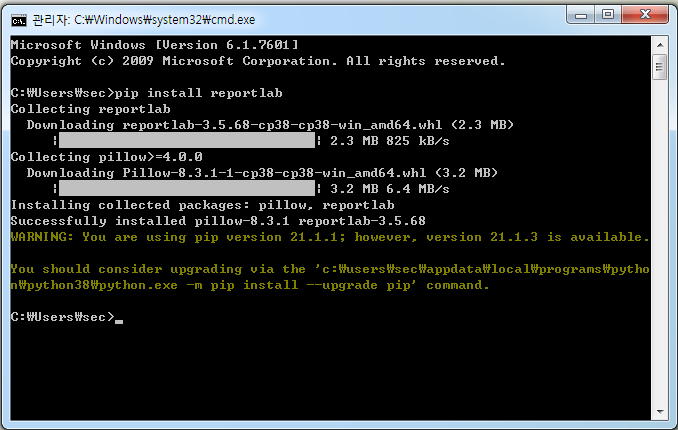 관리자: C:₩Windows₩system32₩cmd.exe
Microsoft Windows [Version 6.1.7601]
Copyright (c) 2009 Microsoft Corporation. All rights reserved.
C:₩Users₩sec>pip install reportlab
Collecting reportlab
Downloading reportlab-3.5.68-cp38-cp38-win_amd64.whl (2.3 MB)
|████████████████████████████████| 2.3 MB 825 kB/s
Collecting pillow>=4.0.0
Downloading Pillow-8.3.1-1-cp38-cp38-win_amd64.whl (3.2 MB)
|████████████████████████████████| 3.2 MB 6.4 MB/s
Installing collected packages: pillow, reportlab
Successfully installed pillow-8.3.1 reportlab-3.5.68
WARNING: You are using pip version 21.1.1; however, version 21.1.3 is available.
You should consider upgrading via the 'c:₩users₩sec₩appdata₩local₩programs₩pytho
n₩python38₩python.exe -m pip install --upgrade pip' command.
C:₩Users₩sec>_